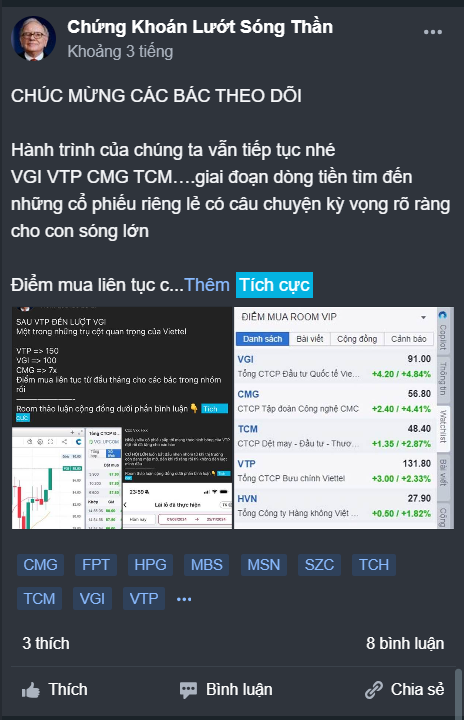 Chứng Khoán Lướt Sóng Thần
Khoảng 3 tiếng
CHÚC MỪNG CÁC BÁC THEO DÕI
Hành trình của chúng ta vẫn tiếp tục nhé
VGI VTP CMG TCM….giai đoạn dòng tiền tìm đến
những cổ phiếu riêng lẻ có câu chuyện kỳ vọng rõ ràng
cho con sóng lớn
Điểm mua liên tục c...Thêm Tích cực
SAU VTP ĐẾN LƯỢT VGI
Một trong những trụ cột quan trọng của Viettel
VTP => 150
VGI => 100
CMG => 7x
Điểm mua liên tục từ đầu tháng cho các bác trong nhóm
rồi
Room thảo luận cộng đồng dưới phần bình luận 👇 Tích
cực
23:59
Lãi lỗ đã thực hiện
Hôm nay
ĐIỂM MUA ROOM VIP
Danh sách Bài viết Cộng đồng Cảnh báo
VGI 91.00
Tổng CTCP Đầu tư Quốc tế Vie... +4.20 / +4.84%
CMG 56.80
CTCP Tập đoàn Công nghệ CMC +2.40 / +4.41%
TCM 48.40
CTCP Dệt may - Đầu tư - Thươ... +1.35 / +2.87%
VTP 131.80
Tổng CTCP Bưu chính Viettel +3.00 / +2.33%
HVN 27.90
Tổng Công ty Hàng không Việt ... +0.50 / +1.82%
Copilot
Thông tin
Watchlist
Bài viết
Cộng
CMG FPT HPG MBS MSN SZC TCH
TCM VGI VTP •••
3 thích 8 bình luận
Thích Bình luận Chia sẻ